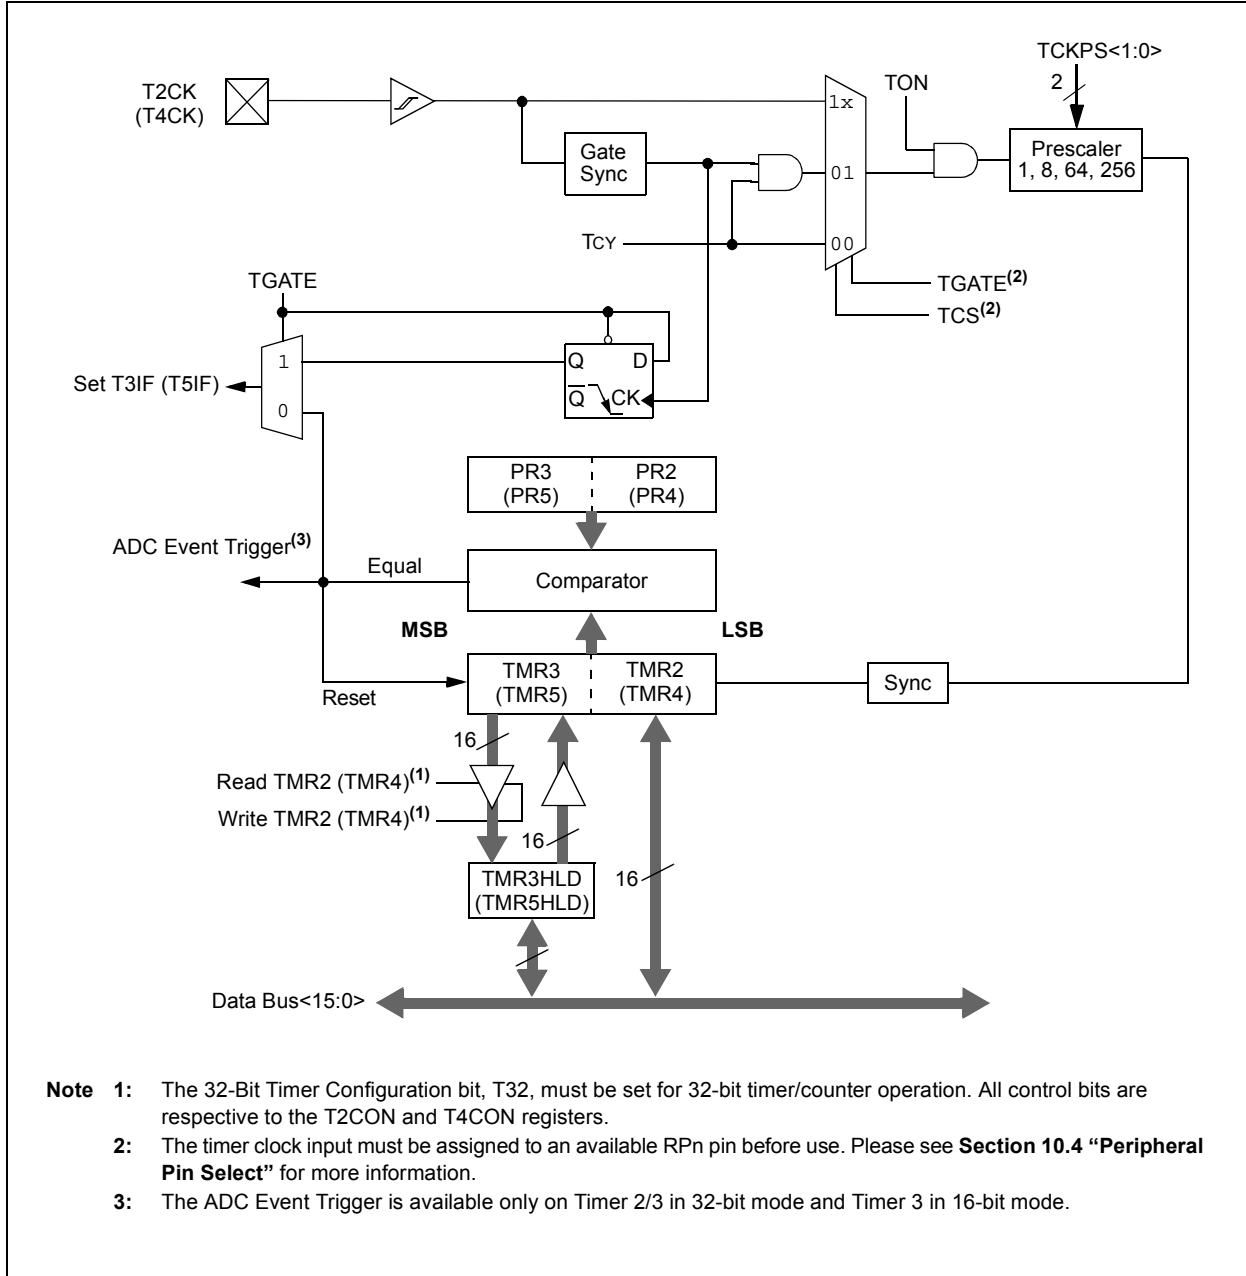 TCKPS<1:0>
2
T2CK
(T4CK)
TON
1x
Gate
Sync
01
Prescaler
1, 8, 64, 256
TCY
00
TGATE
TGATE(2)
TCS(2)
1
Q
D
Set T3IF (T5IF)
Q
CK
0
PR3
(PR5)
PR2
(PR4)
ADC Event Trigger(3)
Equal
Comparator
MSB
LSB
TMR3
(TMR5)
TMR2
(TMR4)
Sync
Reset
16
Read TMR2 (TMR4)(1)
Write TMR2 (TMR4)(1)
16
TMR3HLD
(TMR5HLD)
16
Data Bus<15:0>
Note 1: The 32-Bit Timer Configuration bit, T32, must be set for 32-bit timer/counter operation. All control bits are
respective to the T2CON and T4CON registers.
2: The timer clock input must be assigned to an available RPn pin before use. Please see Section 10.4 “Peripheral
Pin Select” for more information.
3: The ADC Event Trigger is available only on Timer 2/3 in 32-bit mode and Timer 3 in 16-bit mode.